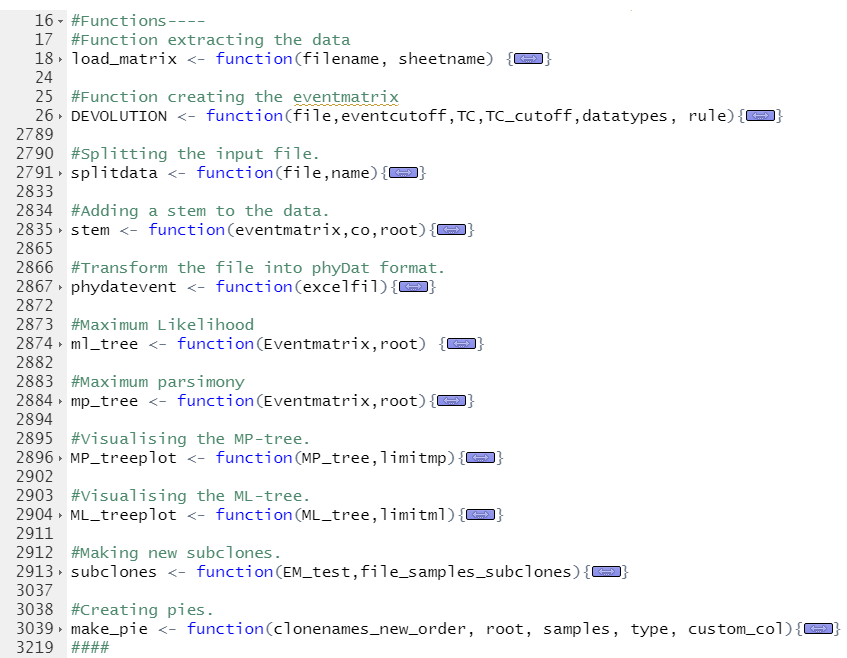 16 #Functions----
17 #Function extracting the data
18 load_matrix <- function(filename, sheetname) {}
24
25 #Function creating the eventmatrix
26 DEVOLUTION <- function(file,eventcutoff,TC,TC_cutoff,datatypes, rule){}
2789
2790 #Splitting the input file.
2791 splitdata <- function(file,name){}
2833
2834 #Adding a stem to the data.
2835 stem <- function(eventmatrix,co,root){}
2865
2866 #Transform the file into phyDat format.
2867 phydatevent <- function(excelfil){}
2872
2873 #Maximum Likelihood
2874 ml_tree <- function(Eventmatrix,root) {}
2882
2883 #Maximum parsimony
2884 mp_tree <- function(Eventmatrix,root){}
2894
2895 #Visualising the MP-tree.
2896 MP_treeplot <- function(MP_tree,limitmp){}
2902
2903 #Visualising the ML-tree.
2904 ML_treeplot <- function(ML_tree,limitml){}
2911
2912 #Making new subclones.
2913 subclones <- function(EM_test,file_samples_subclones){}
3037
3038 #Creating pies.
3039 make_pie <- function(clonenames_new_order, root, samples, type, custom_col){}
3219 ####